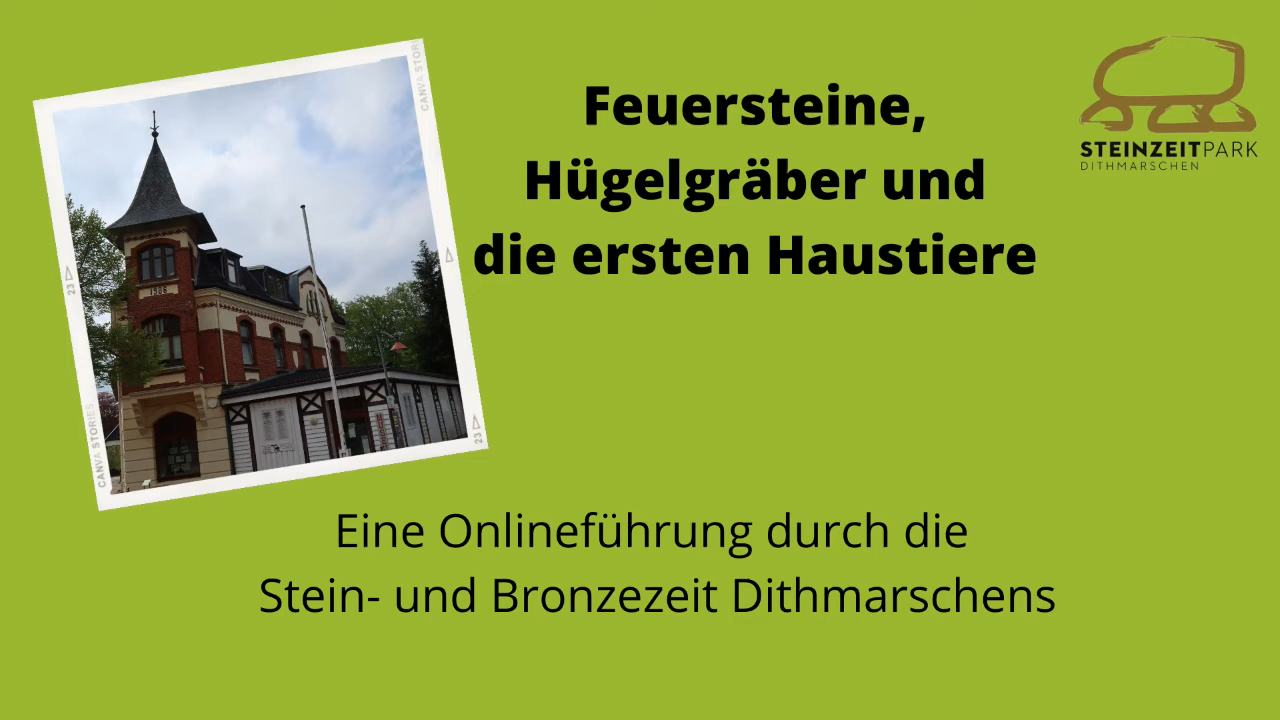 Feuersteine,
Hügelgräber und
die ersten Haustiere
STEINZEITPARK
DITHMARSCHEN
CANVA STORIES
23
1906
23
CANVA STORIES
Eine Onlineführung durch die
Stein- und Bronzezeit Dithmarschens